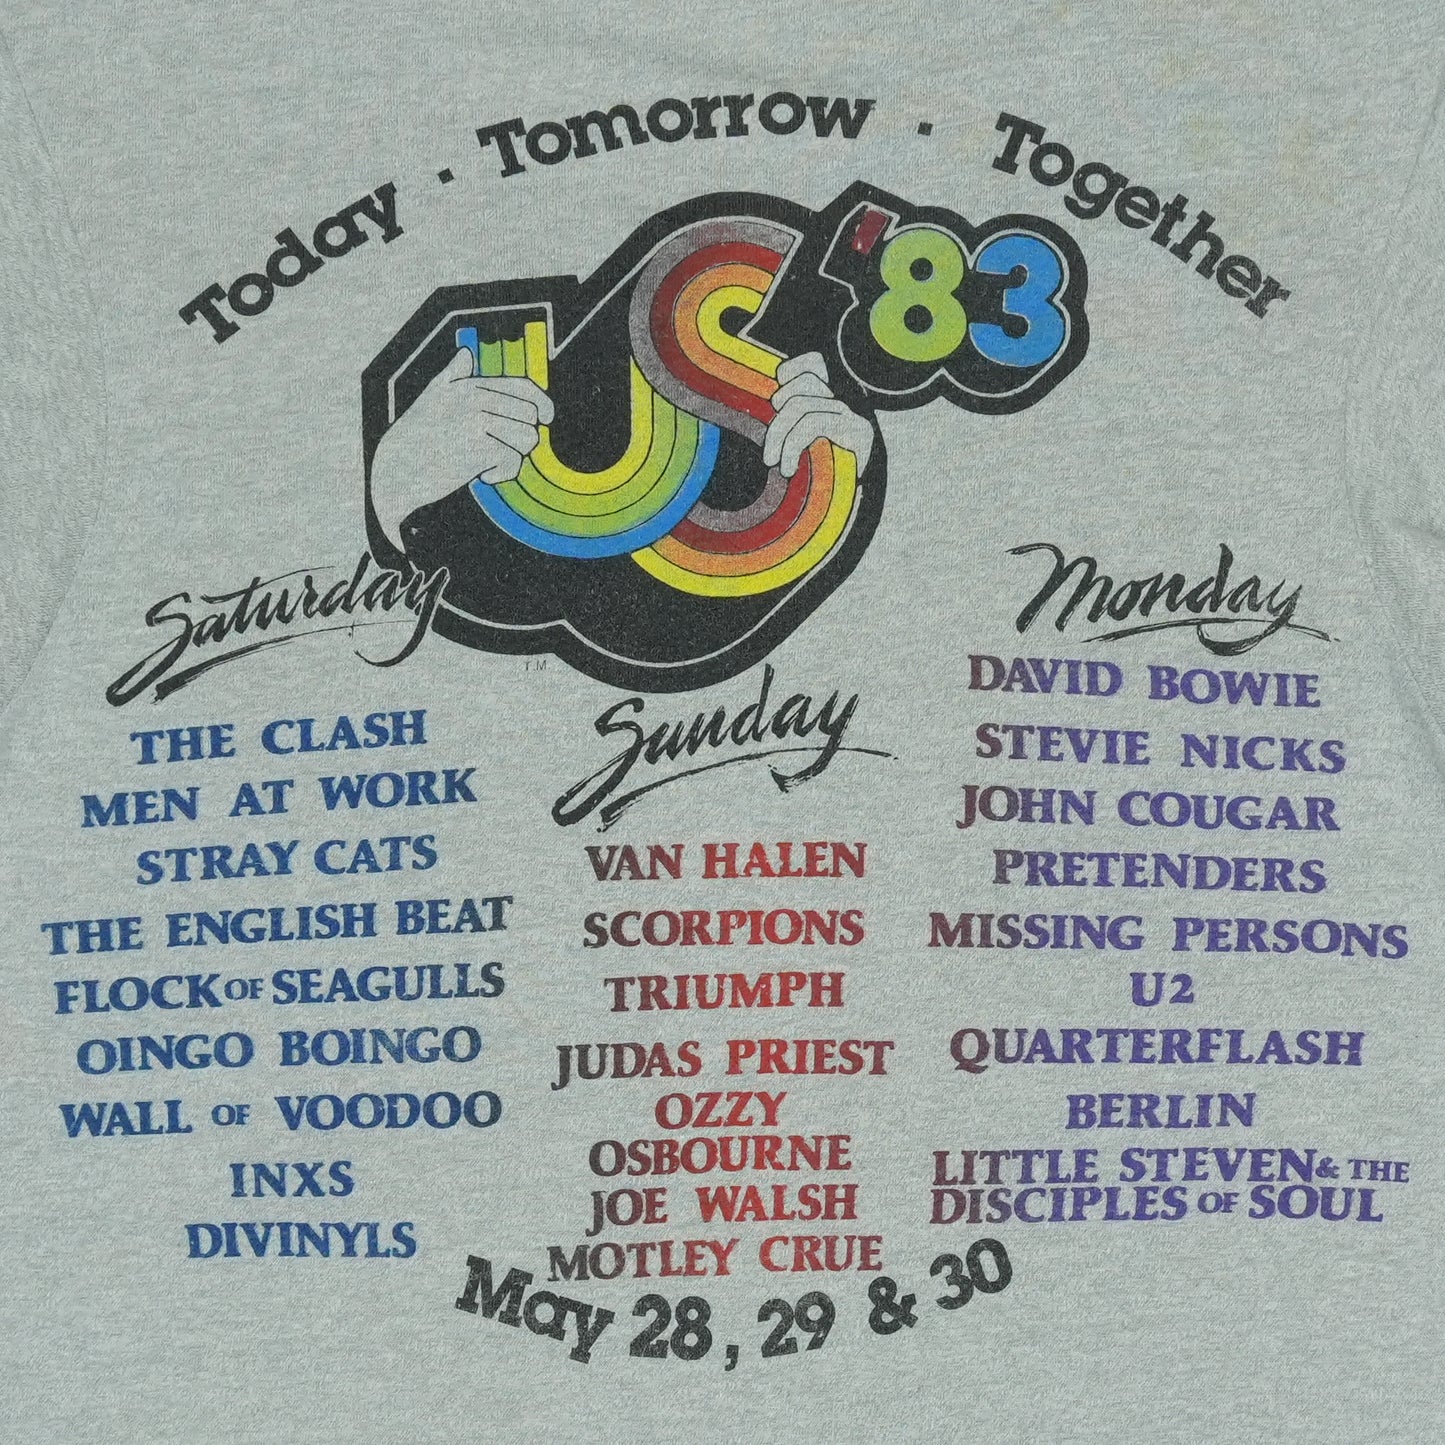 Today · Tomorrow · Together
US '83
T.M.
Saturday
THE CLASH
MEN AT WORK
STRAY CATS
THE ENGLISH BEAT
FLOCK OF SEAGULLS
OINGO BOINGO
WALL OF VOODOO
INXS
DIVINYLS
Sunday
VAN HALEN
SCORPIONS
TRIUMPH
JUDAS PRIEST
OZZY
OSBOURNE
JOE WALSH
MOTLEY CRUE
Monday
DAVID BOWIE
STEVIE NICKS
JOHN COUGAR
PRETENDERS
MISSING PERSONS
U2
QUARTERFLASH
BERLIN
LITTLE STEVEN & THE
DISCIPLES OF SOUL
May 28, 29 & 30